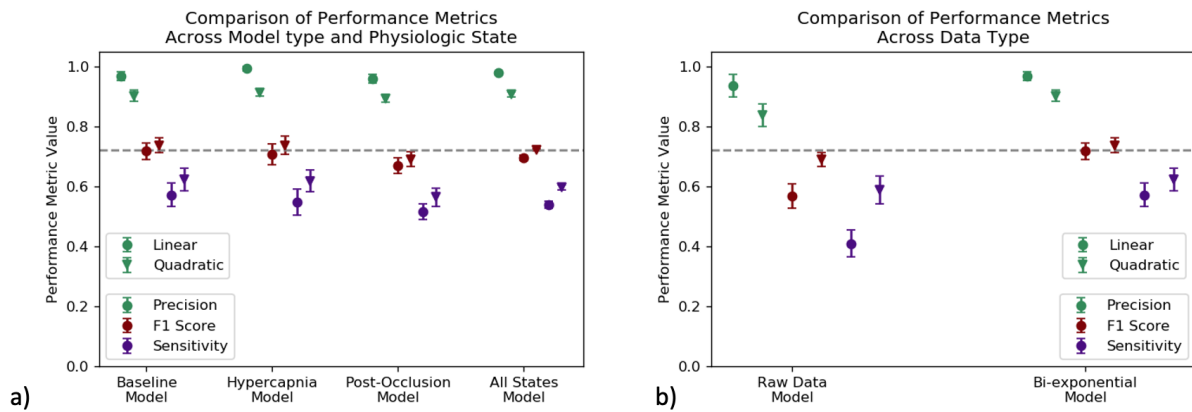 Comparison of Performance Metrics
Across Model type and Physiologic State
Performance Metric Value
1.0
0.8
0.6
0.4
0.2
0.0
Linear
Quadratic
Precision
F1 Score
Sensitivity
Baseline
Model
Hypercapnia
Model
Post-Occlusion
Model
All States
Model
a)
Comparison of Performance Metrics
Across Data Type
Performance Metric Value
1.0
0.8
0.6
0.4
0.2
0.0
Linear
Quadratic
Precision
F1 Score
Sensitivity
Raw Data
Model
Bi-exponential
Model
b)